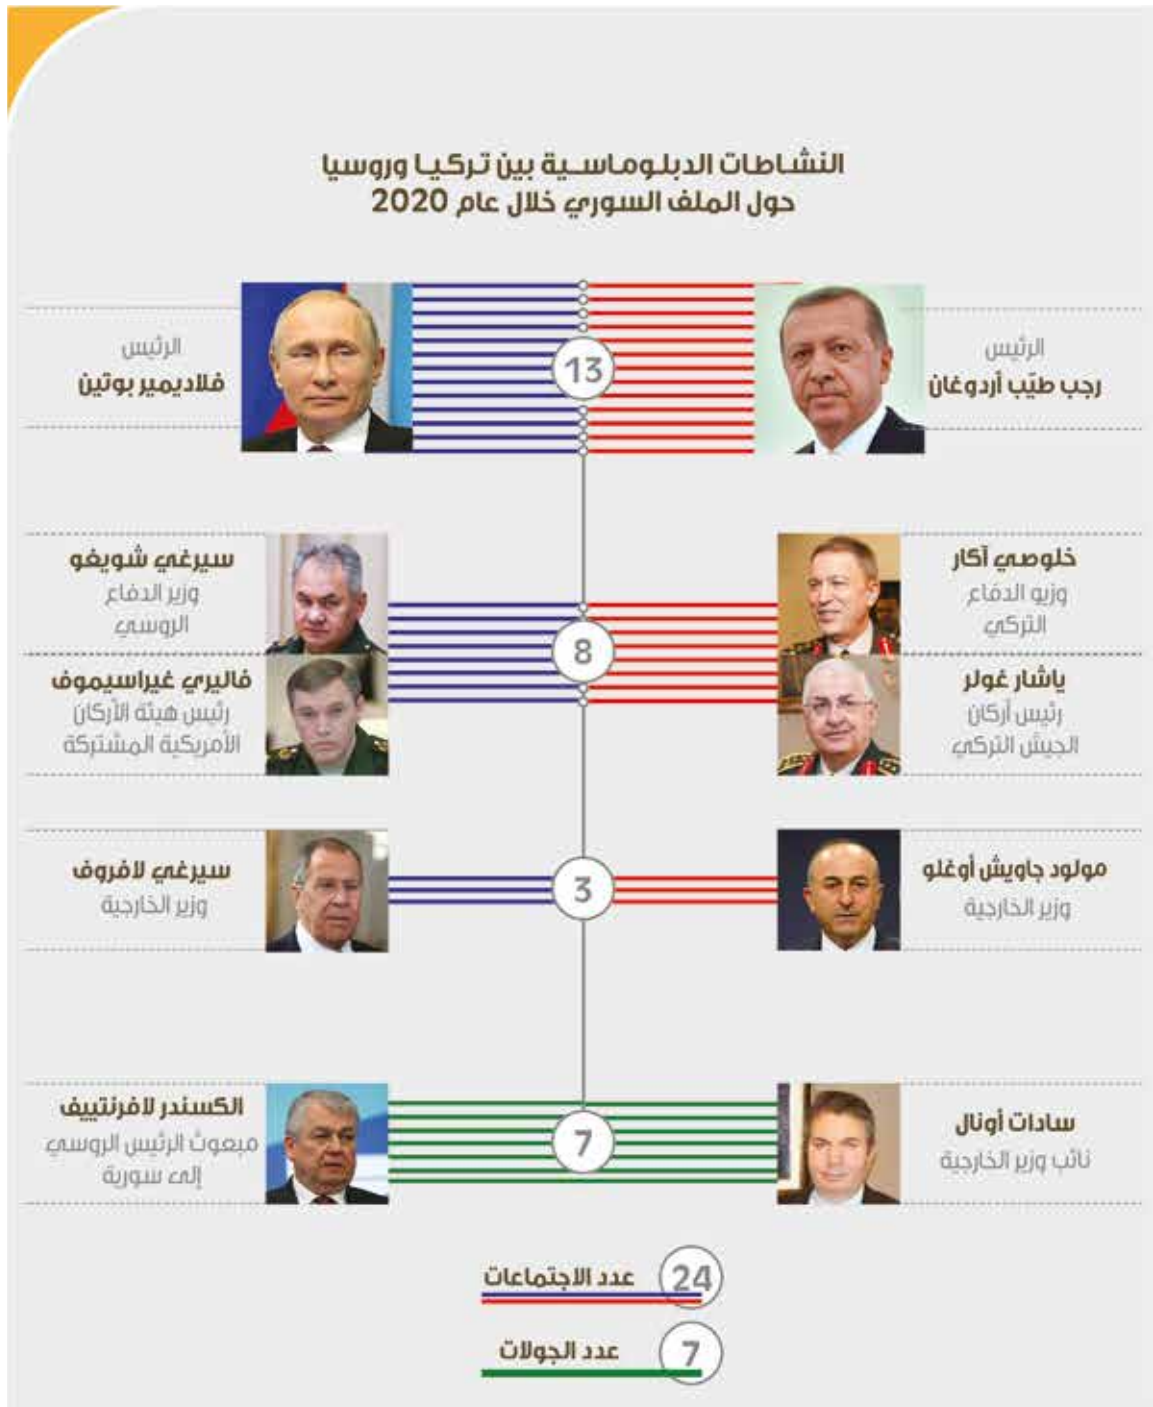 النشاطات الدبلوماسية بين تركيا وروسيا
حول الملف السوري خلال عام 2020
الرئيس
رجب طيّب أردوغان
13
الرئيس
فلاديمير بوتين
خلوصي آكار
وزيو الدفاع
التركي
ياشار غولر
رئيس أركان
الجيش التركي
8
سيرغي شويغو
وزير الدفاع
الروسي
فاليري غيراسيموف
رئيس هيئة الأركان
الأمريكية المشتركة
مولود جاويش أوغلو
وزير الخارجية
3
سيرغي لافروف
وزير الخارجية
سادات أونال
نائب وزير الخارجية
7
الكسندر لافرنتييف
مبعوث الرئيس الروسي
إلى سورية
24 عدد الاجتماعات
7 عدد الجولات